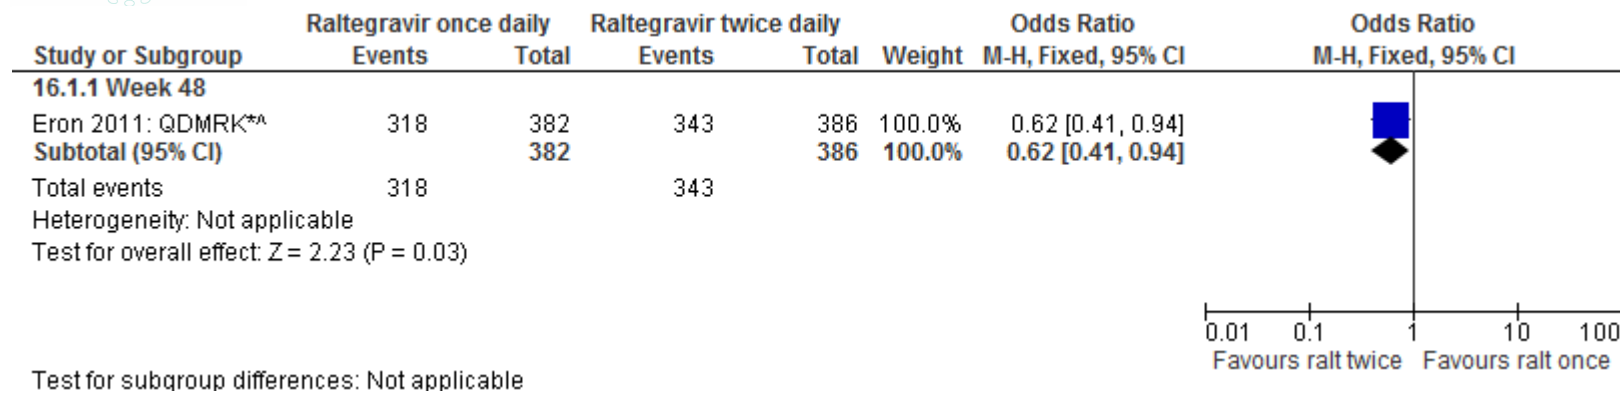 Raltegravir once daily Raltegravir twice daily Odds Ratio Odds Ratio
Study or Subgroup Events Total Events Total Weight M-H, Fixed, 95% CI M-H, Fixed, 95% CI
16.1.1 Week 48
Eron 2011: QDMRK*^ 318 382 343 386 100.0% 0.62 [0.41, 0.94]
Subtotal (95% CI) 382 386 100.0% 0.62 [0.41, 0.94]
Total events 318 343
Heterogeneity: Not applicable
Test for overall effect: Z = 2.23 (P = 0.03)
0.01 0.1 1 10 100
Favours ralt twice Favours ralt once
Test for subgroup differences: Not applicable